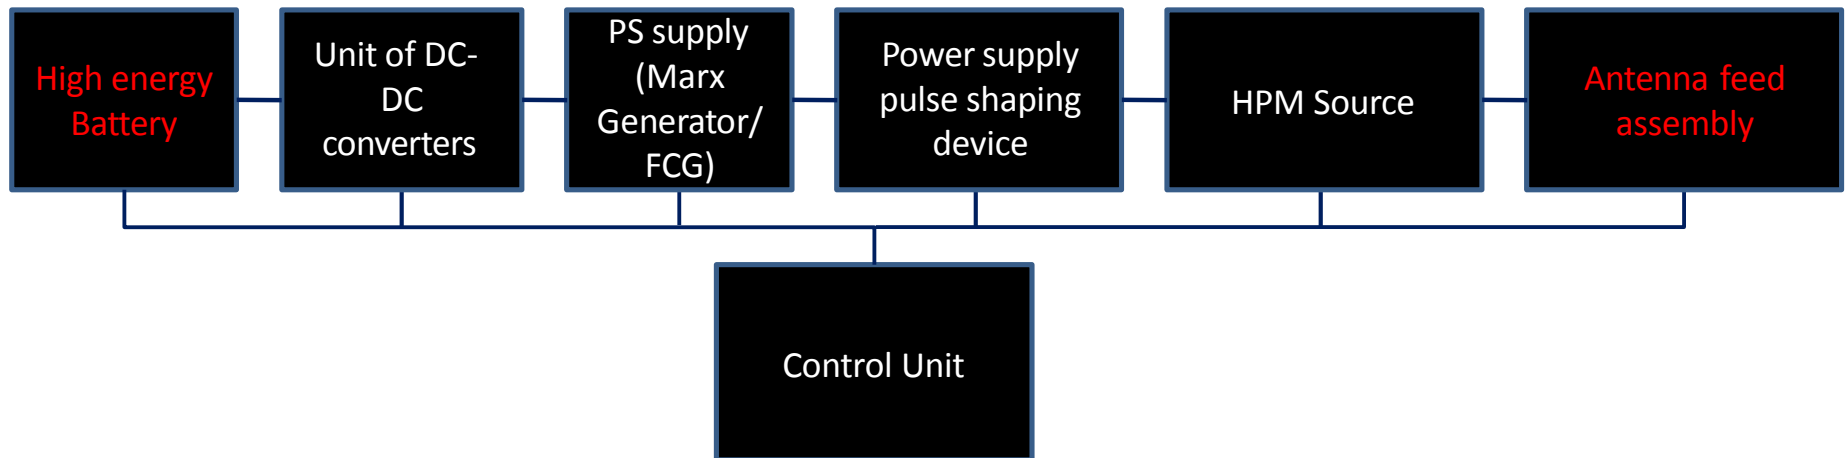 High energy
Battery
Unit of DC-
DC
converters
PS supply
(Marx
Generator/
FCG)
Power supply
pulse shaping
device
HPM Source
Antenna feed
assembly
Control Unit